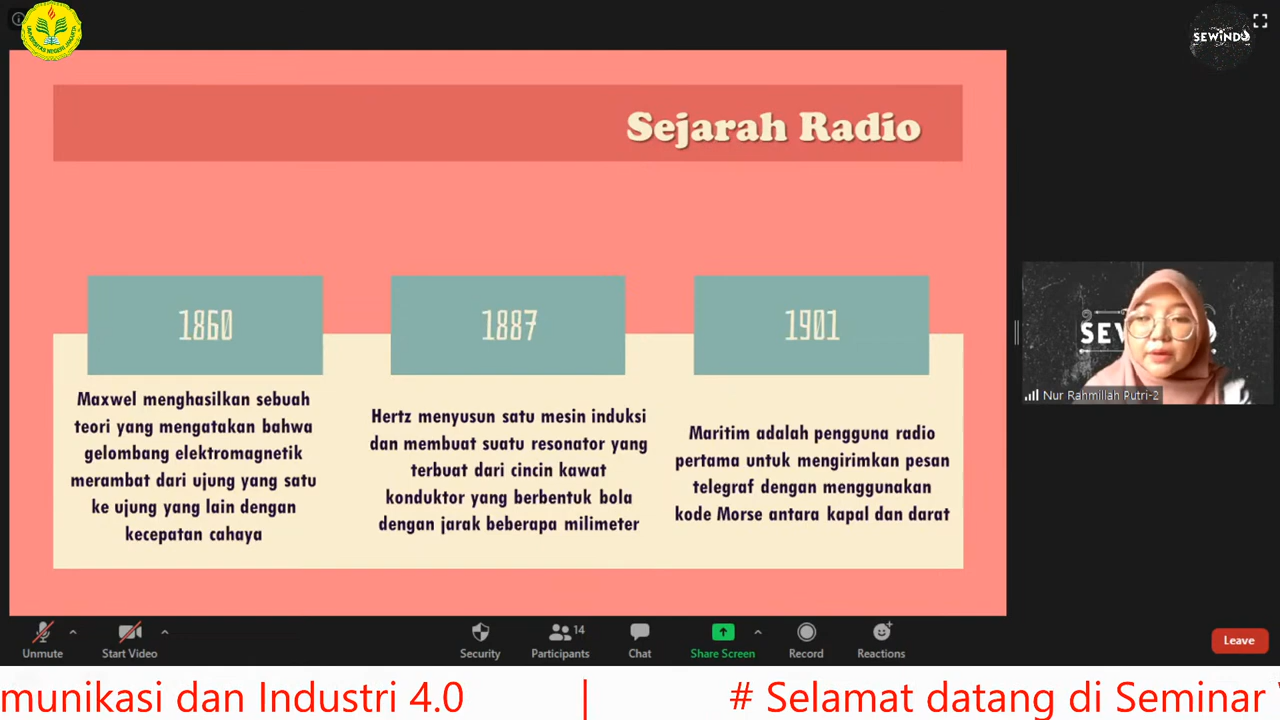 UNIVERSITAS NEGERI JAKARTA
SEWINDU
Sejarah Radio
1860
1887
1901
Maxwel menghasilkan sebuah
teori yang mengatakan bahwa
gelombang elektromagnetik
merambat dari ujung yang satu
ke ujung yang lain dengan
kecepatan cahaya
Hertz menyusun satu mesin induksi
dan membuat suatu resonator yang
terbuat dari cincin kawat
konduktor yang berbentuk bola
dengan jarak beberapa milimeter
Maritim adalah pengguna radio
pertama untuk mengirimkan pesan
telegraf dengan menggunakan
kode Morse antara kapal dan darat
Nur Rahmillah Putri-2
Unmute
Start Video
Security
Participants
14
Chat
Share Screen
Record
Reactions
Leave
munikasi dan Industri 4.0 | # Selamat datang di Seminar